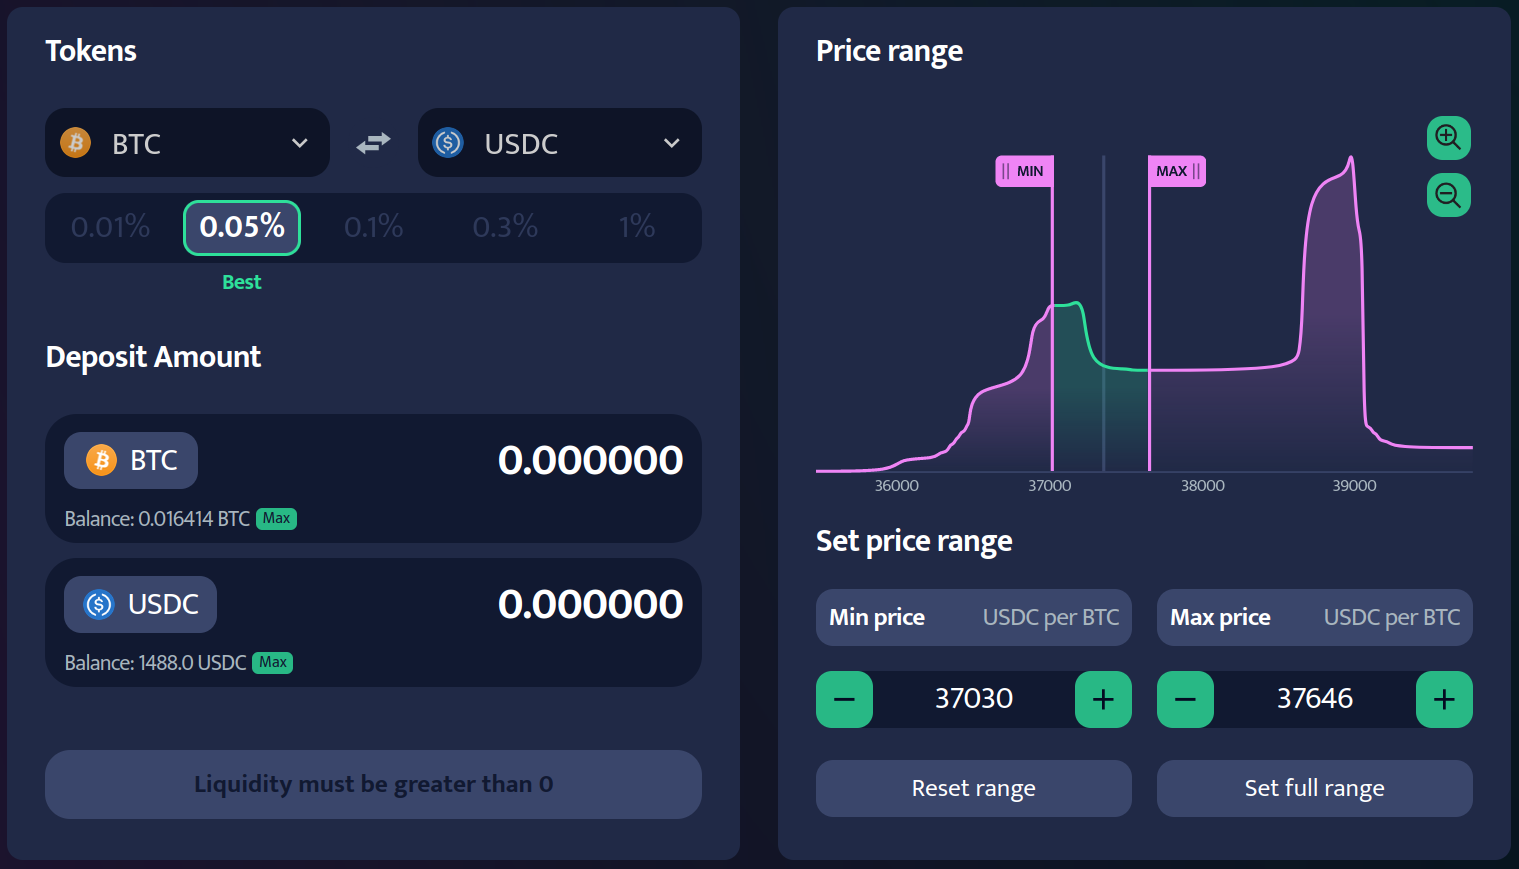 Tokens
BTC
USDC
0.01% 0.05% 0.1% 0.3% 1%
Best
Deposit Amount
BTC 0.000000
Balance: 0.016414 BTC Max
USDC 0.000000
Balance: 1488.0 USDC Max
Liquidity must be greater than 0
Price range
MIN MAX
36000 37000 38000 39000
Set price range
Min price USDC per BTC
Max price USDC per BTC
37030
37646
Reset range
Set full range